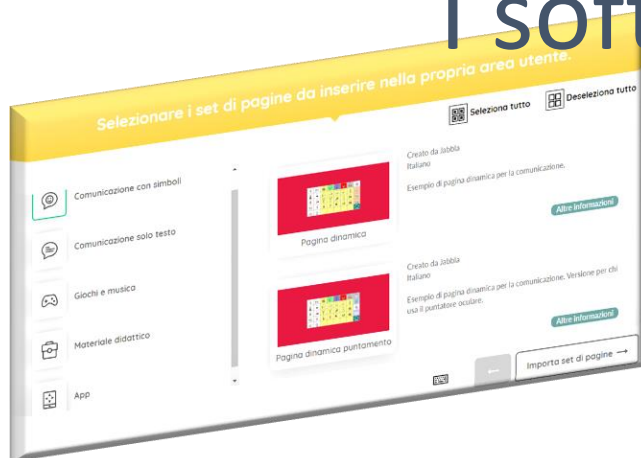 I soft
Selezionare i set di pagine da inserire nella propria area utente.
Seleziona tutto
Deseleziona tutto
Comunicazione con simboli
Comunicazione solo testo
Giochi e musica
Materiale didattico
App
Pagina dinamica
Creato da Jabbla
Italiano
Esempio di pagina dinamica per la comunicazione.
Altre informazioni
Pagina dinamica puntamento
Creato da Jabbla
Italiano
Esempio di pagina dinamica per la comunicazione. Versione per chi
usa il puntatore oculare.
Altre informazioni
← Importa set di pagine →